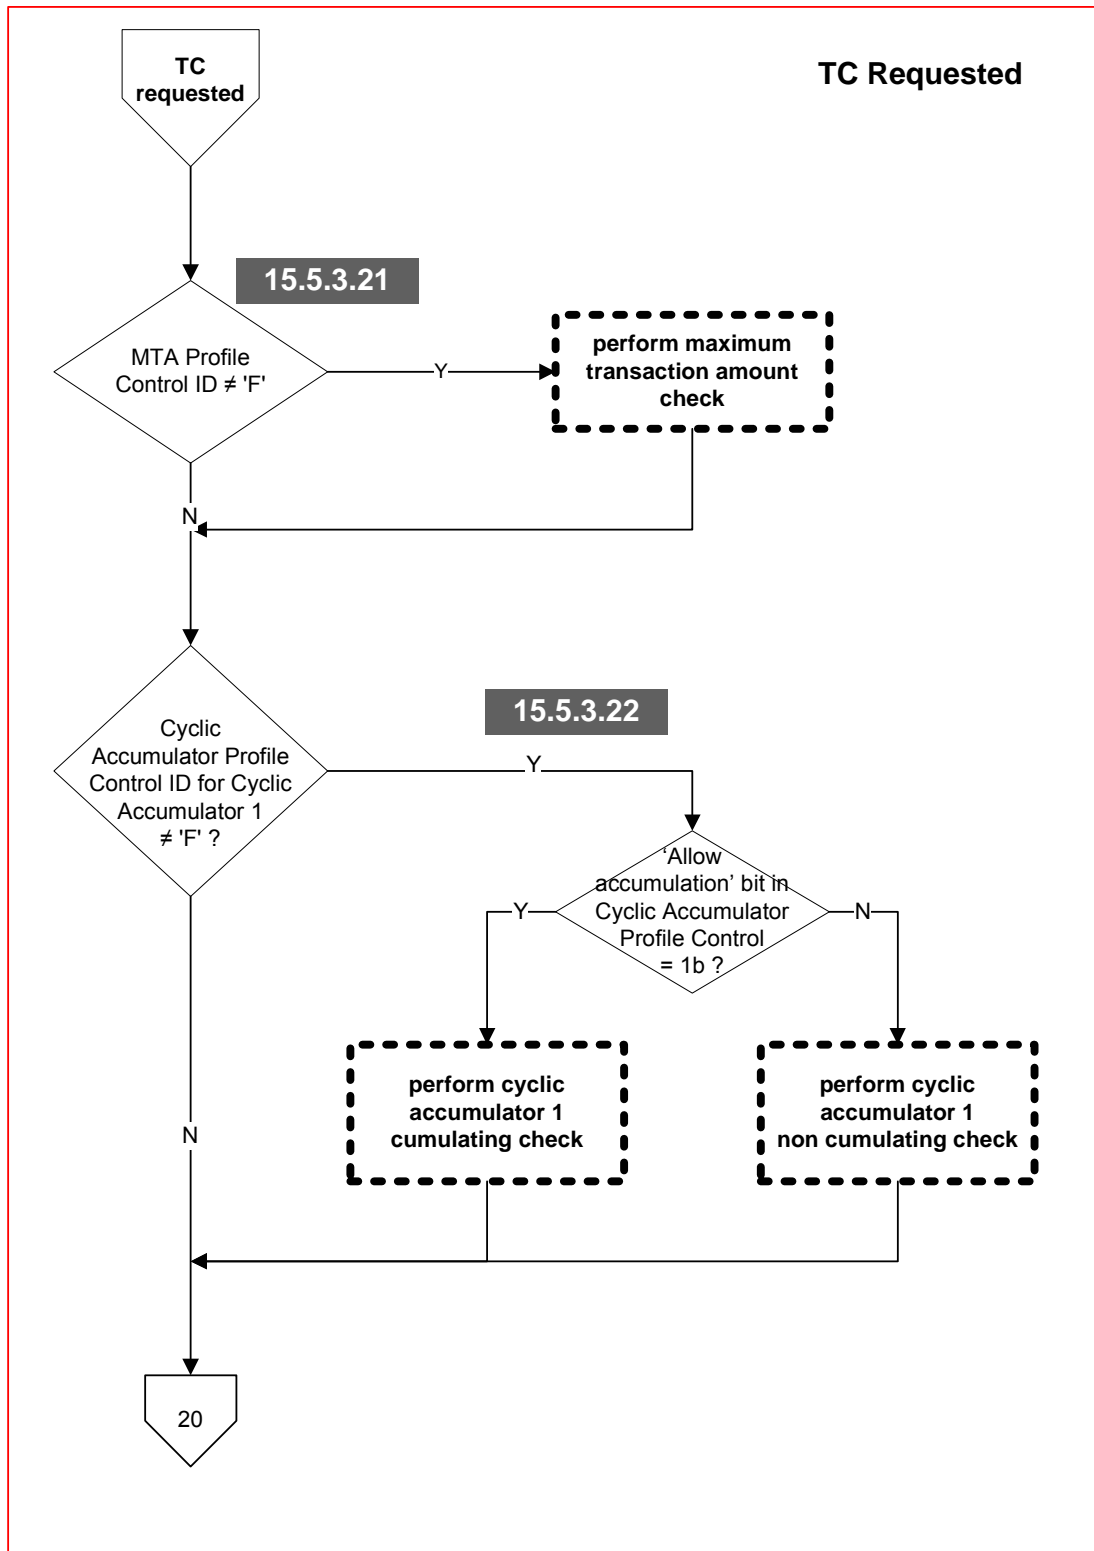 TC
requested
TC Requested
15.5.3.21
MTA Profile
Control ID ≠ 'F'
Y
perform maximum
transaction amount
check
N
15.5.3.22
Cyclic
Accumulator Profile
Control ID for Cyclic
Accumulator 1
≠ 'F' ?
Y
‘Allow
accumulation’ bit in
Cyclic Accumulator
Profile Control
= 1b ?
Y
N
perform cyclic
accumulator 1
cumulating check
perform cyclic
accumulator 1
non cumulating check
N
20